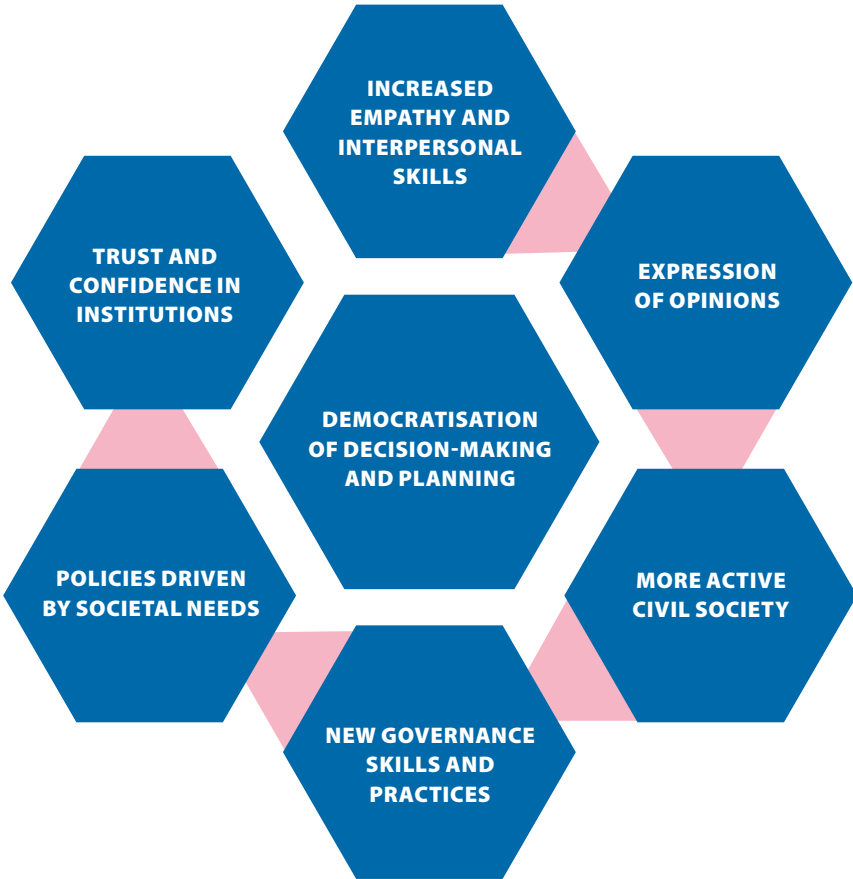 INCREASED
EMPATHY AND
INTERPERSONAL
SKILLS
EXPRESSION
OF OPINIONS
MORE ACTIVE
CIVIL SOCIETY
NEW GOVERNANCE
SKILLS AND
PRACTICES
POLICIES DRIVEN
BY SOCIETAL NEEDS
TRUST AND
CONFIDENCE IN
INSTITUTIONS
DEMOCRATISATION
OF DECISION-MAKING
AND PLANNING